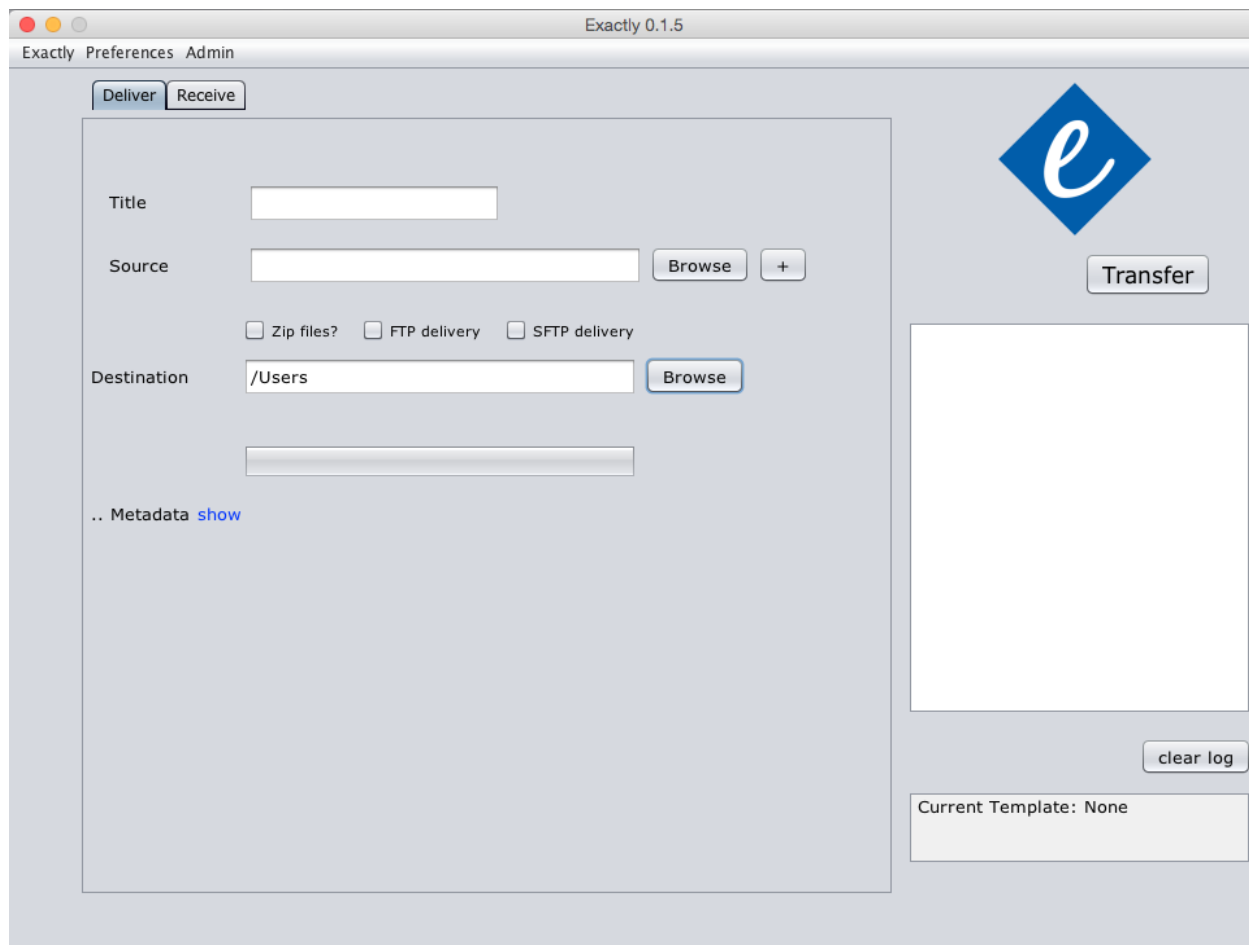 Exactly 0.1.5
Exactly Preferences Admin
Deliver Receive
e
Title
Source Browse +
Transfer
Zip files? FTP delivery SFTP delivery
Destination /Users Browse
.. Metadata show
clear log
Current Template: None